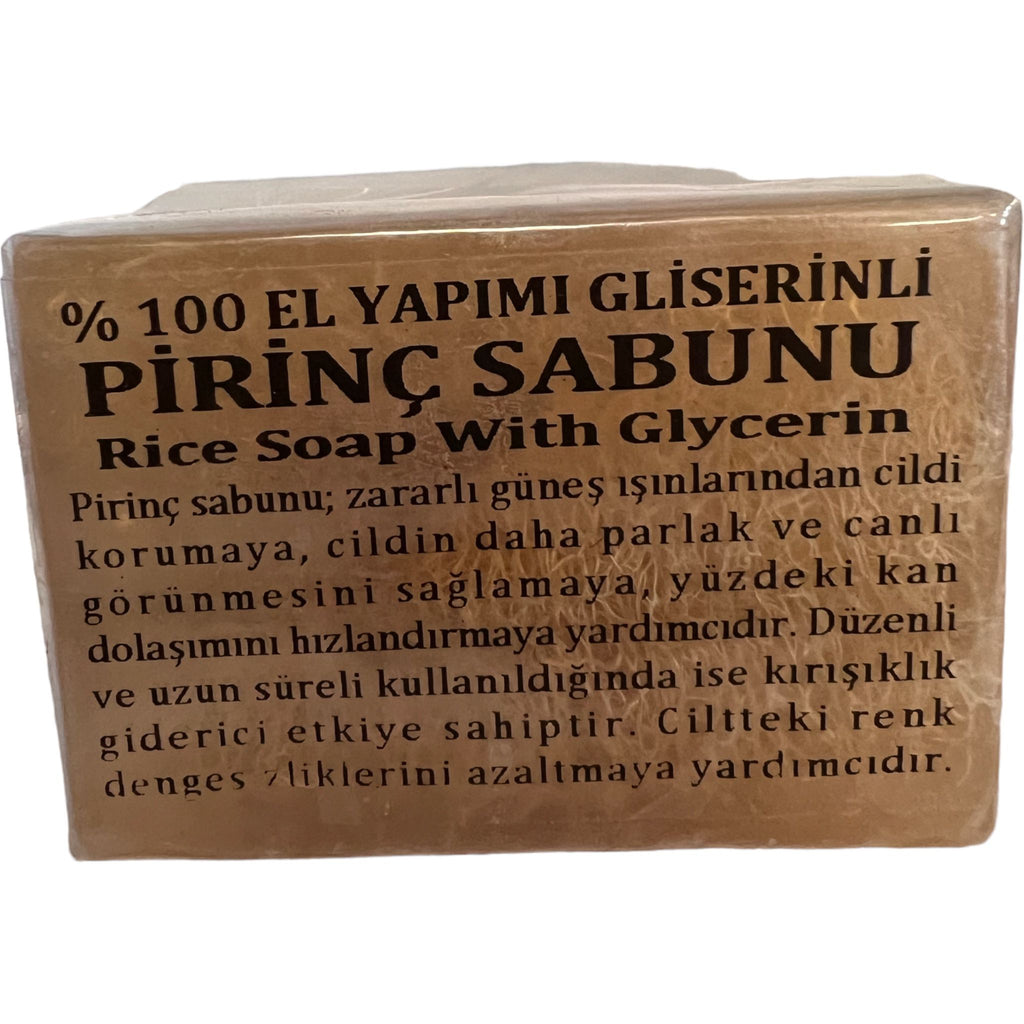 % 100 EL YAPIMI GLİSERİNLİ
PİRİNÇ SABUNU
Rice Soap With Glycerin
Pirinç sabunu; zararlı güneş ışınlarından cildi
korumaya, cildin daha parlak ve canlı
görünmesini sağlamaya, yüzdeki kan
dolaşımını hızlandırmaya yardımcıdır. Düzenli
ve uzun süreli kullanıldığında ise kırışıklık
giderici etkiye sahiptir. Ciltteki renk
dengesizliklerini azaltmaya yardımcıdır.